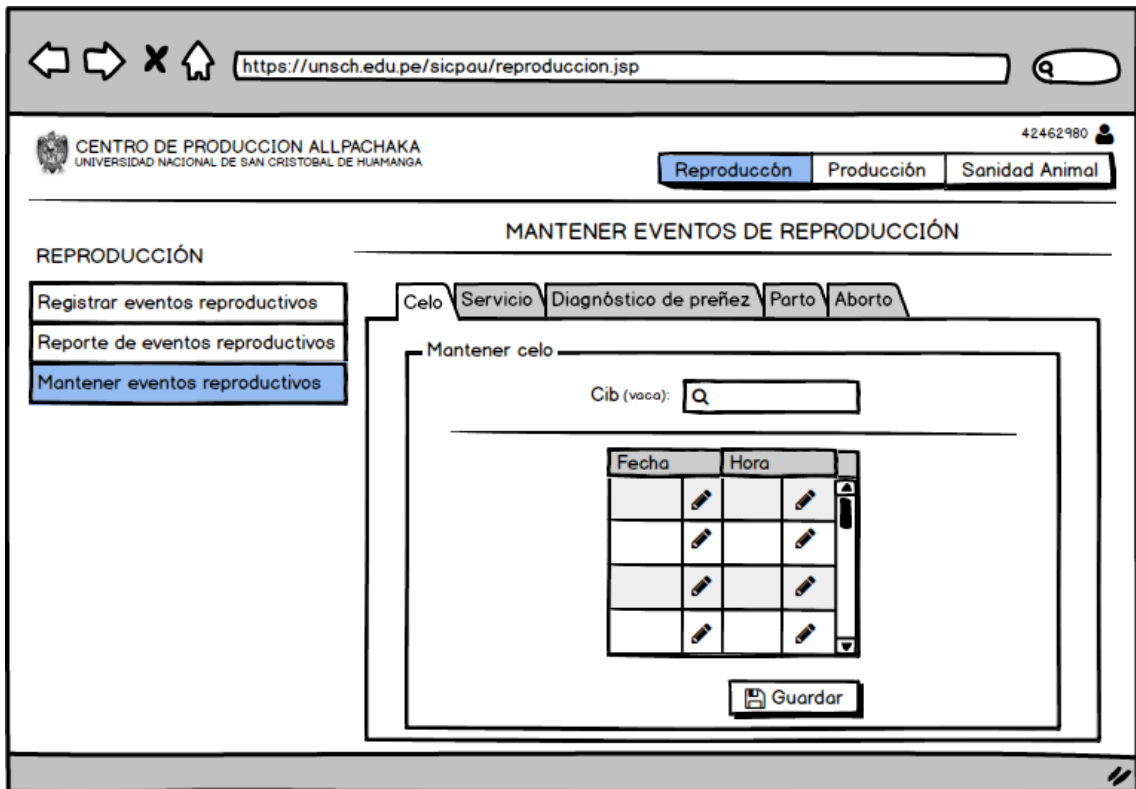 https://unsch.edu.pe/sicpau/reproduccion.jsp
42462980
CENTRO DE PRODUCCION ALLPACHAKA
UNIVERSIDAD NACIONAL DE SAN CRISTOBAL DE HUAMANGA
Reproduccón Producción Sanidad Animal
MANTENER EVENTOS DE REPRODUCCIÓN
REPRODUCCIÓN
Registrar eventos reproductivos
Reporte de eventos reproductivos
Mantener eventos reproductivos
Celo Servicio Diagnóstico de preñez Parto Aborto
Mantener celo
Cib (vaca):
Fecha Hora
Guardar